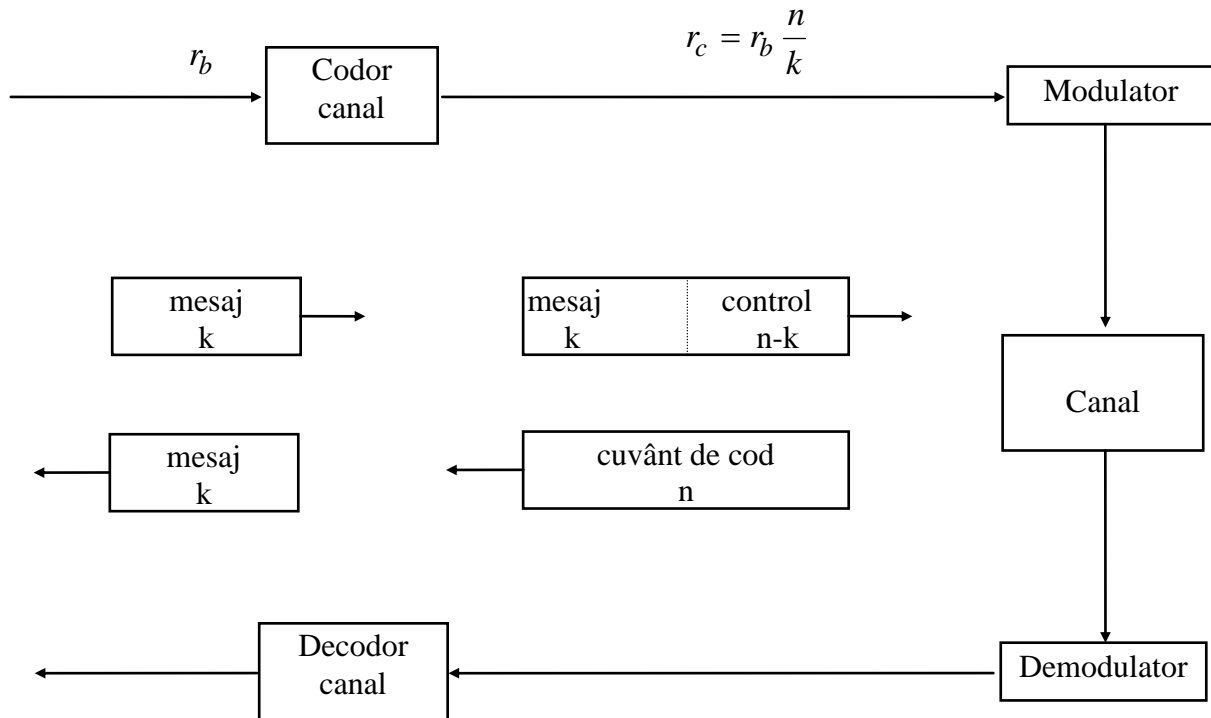 r_b
Codor
canal
r_c = r_b n/k
Modulator
mesaj
k
mesaj
k
control
n-k
Canal
mesaj
k
cuvânt de cod
n
Decodor
canal
Demodulator